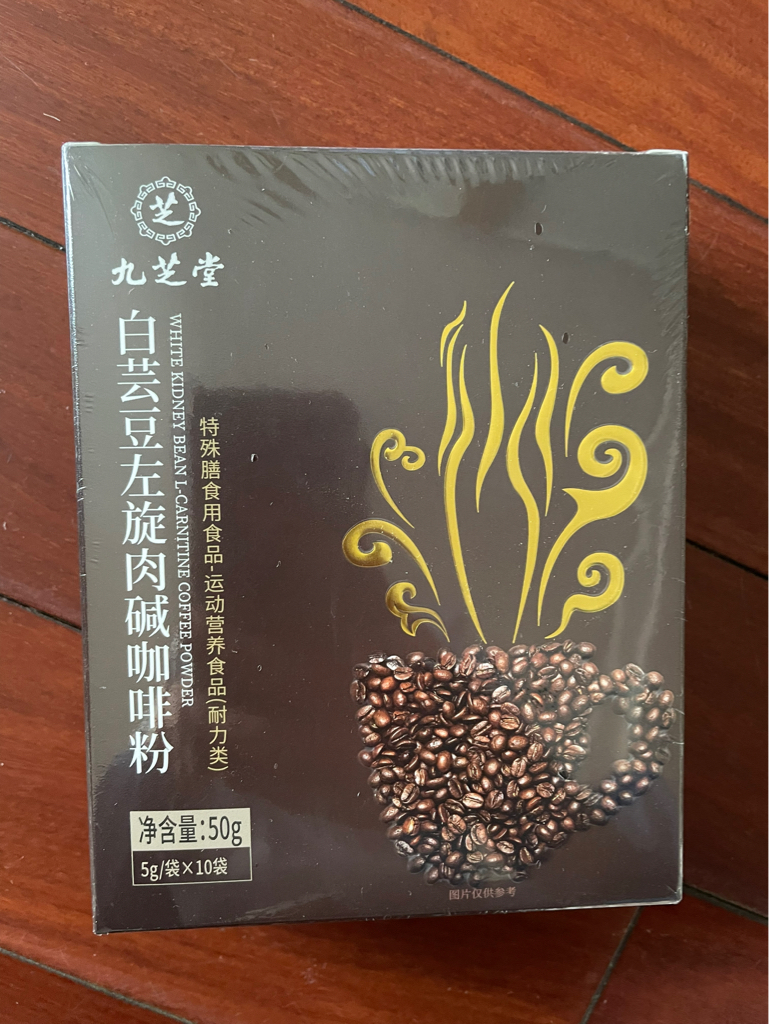 芝
九芝堂
白芸豆左旋肉碱咖啡粉
WHITE KIDNEY BEAN L-CARNITINE COFFEE POWDER
特殊膳食用食品-运动营养食品(耐力类)
净含量:50g
5g/袋×10袋
图片仅供参考